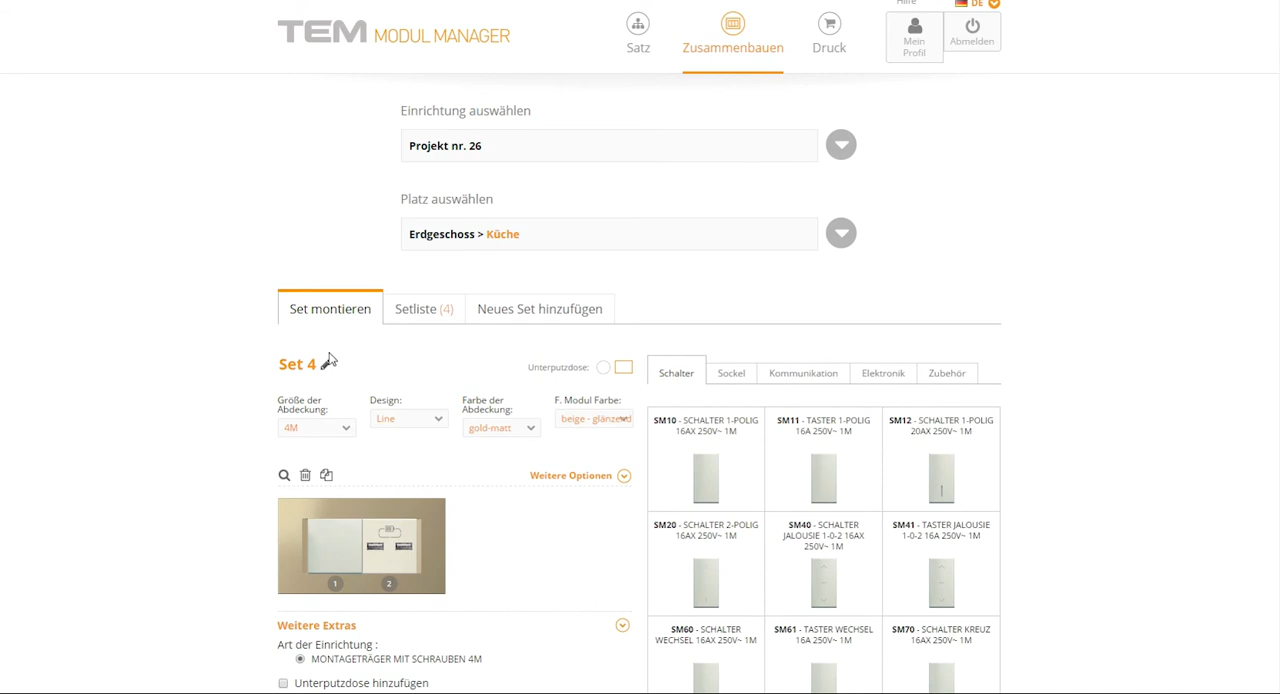 Hilfe
DE
TEM MODUL MANAGER
Satz
Zusammenbauen
Druck
Mein
Profil
Abmelden
Einrichtung auswählen
Projekt nr. 26
Platz auswählen
Erdgeschoss > Küche
Set montieren
Setliste (4)
Neues Set hinzufügen
Set 4
Unterputzdose:
Größe der
Abdeckung:
4M
Design:
Line
Farbe der
Abdeckung:
gold-matt
F. Modul Farbe:
beige - glänzend
Weitere Optionen
1
2
Weitere Extras
Art der Einrichtung :
MONTAGETRÄGER MIT SCHRAUBEN 4M
Unterputzdose hinzufügen
Schalter
Sockel
Kommunikation
Elektronik
Zubehör
SM10 - SCHALTER 1-POLIG
16AX 250V~ 1M
SM11 - TASTER 1-POLIG
16A 250V~ 1M
SM12 - SCHALTER 1-POLIG
20AX 250V~ 1M
SM20 - SCHALTER 2-POLIG
16AX 250V~ 1M
SM40 - SCHALTER
JALOUSIE 1-0-2 16AX
250V~ 1M
SM41 - TASTER JALOUSIE
1-0-2 16A 250V~ 1M
SM60 - SCHALTER
WECHSEL 16AX 250V~ 1M
SM61 - TASTER WECHSEL
16A 250V~ 1M
SM70 - SCHALTER KREUZ
16AX 250V~ 1M